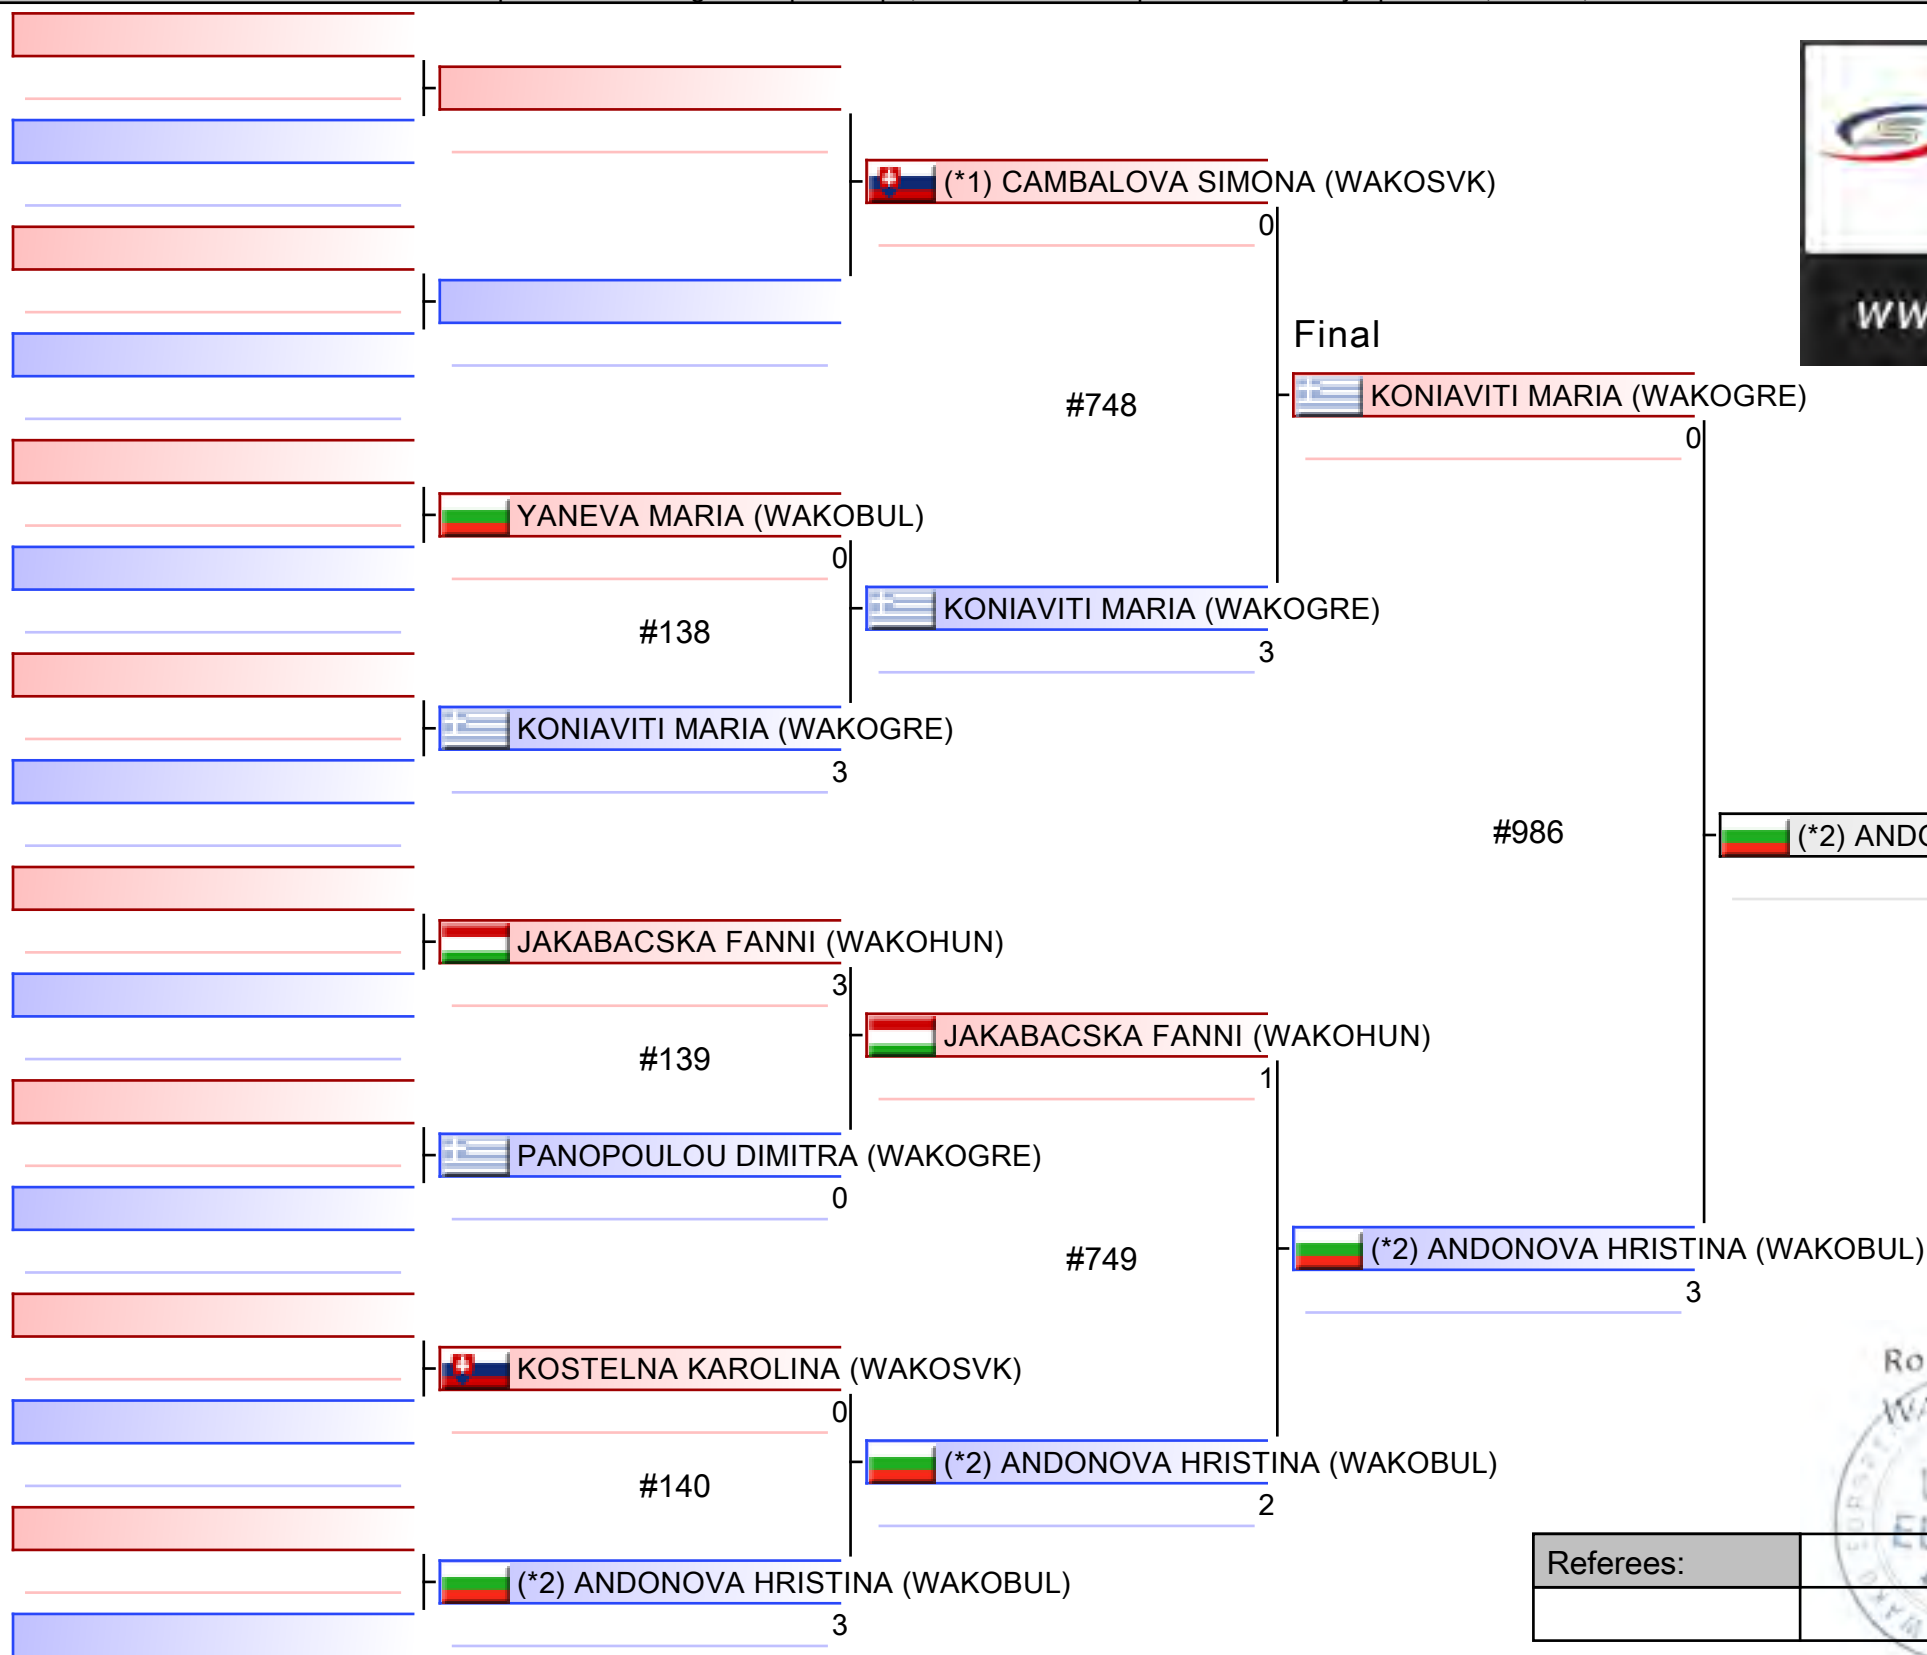 (*1) CAMBALOVA SIMONA (WAKOSVK)
0
Final
#748
KONIAVITI MARIA (WAKOGRE)
0
YANEVA MARIA (WAKOBUL)
0
#138
KONIAVITI MARIA (WAKOGRE)
3
KONIAVITI MARIA (WAKOGRE)
3
#986
(*2)
JAKABACSKA FANNI (WAKOHUN)
3
#139
JAKABACSKA FANNI (WAKOHUN)
1
PANOPOULOU DIMITRA (WAKOGRE)
0
#749
(*2) ANDONOVA HRISTINA (WAKOBUL)
3
KOSTELNA KAROLINA (WAKOSVK)
0
#140
(*2) ANDONOVA HRISTINA (WAKOBUL)
2
(*2) ANDONOVA HRISTINA (WAKOBUL)
3
Referees: